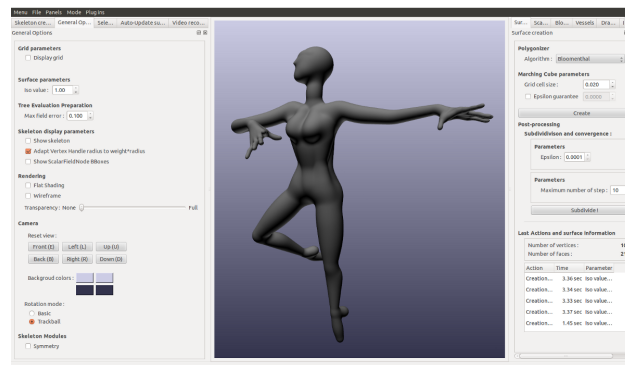 Menu File Panels Mode Plugins
Skeleton cre... General Op... Sele... Auto-Update su... Video reco...
General Options
Grid parameters
Display grid
Surface parameters
Iso value: 1.00
Tree Evaluation Preparation
Max field error: 0.100
Skeleton display parameters
Show skeleton
Adapt Vertex Handle radius to weight*radius
Show ScalarFieldNode BBoxes
Rendering
Flat Shading
Wireframe
Transparency: None Full
Camera
Reset view:
Front (E) Left (L) Up (U)
Back (B) Right (R) Down (D)
Backgroud colors:
Rotation mode:
Basic
Trackball
Skeleton Modules
Symmetry
Sur... Sca... Blo... Vessels Dra...
Surface creation
Polygonizer
Algorithm: Bloomenthal
Marching Cube parameters
Grid cell size: 0.020
Epsilon guarantee 0.0000
Create
Post-processing
Subdividivison and convergence:
Parameters
Epsilon: 0.0001
Parameters
Maximum number of step: 10
Subdivide!
Last Actions and surface information
Number of vertices:
Number of faces:
Action Time Parameter
Creation... 3.36 sec Iso value...
Creation... 3.34 sec Iso value...
Creation... 3.33 sec Iso value...
Creation... 3.37 sec Iso value...
Creation... 1.45 sec Iso value...